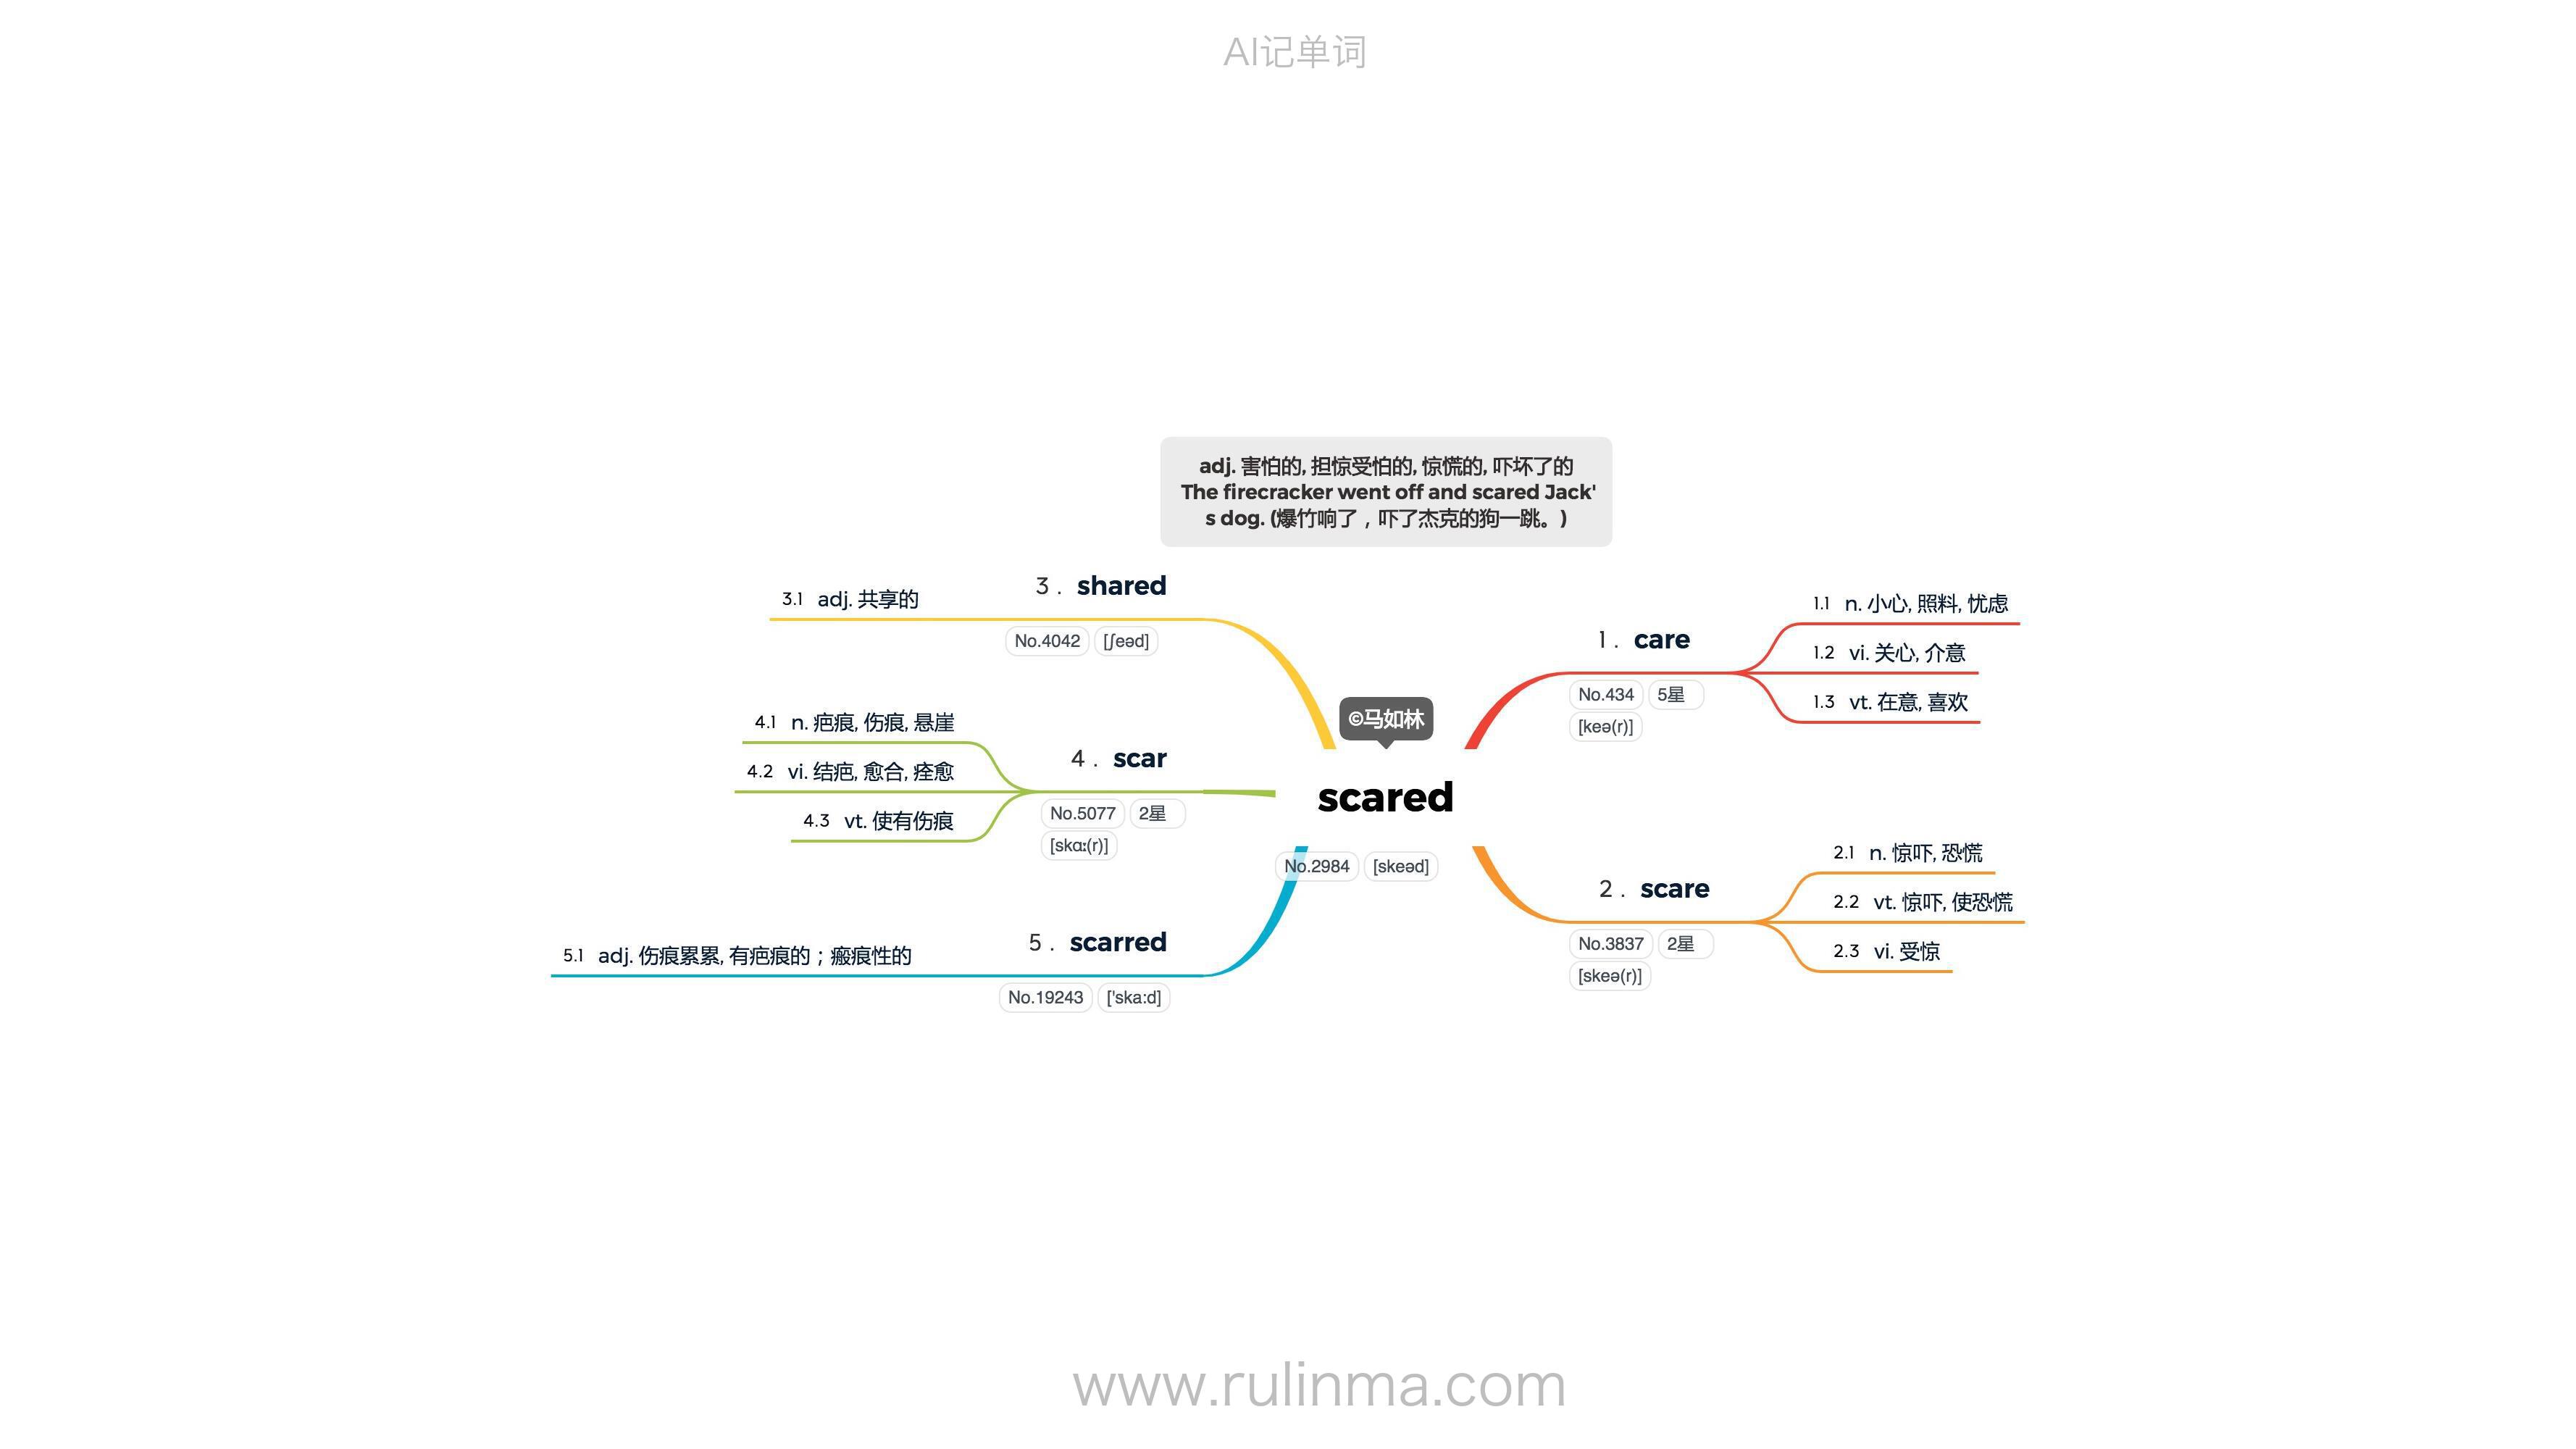 AI记单词
adj. 害怕的, 担惊受怕的, 惊慌的, 吓坏了的
The firecracker went off and scared Jack'
s dog. (爆竹响了，吓了杰克的狗一跳。)
©马如林
scared
No.2984 [skeəd]
1. care
No.434 5星
[keə(r)]
1.1 n. 小心, 照料, 忧虑
1.2 vi. 关心, 介意
1.3 vt. 在意, 喜欢
2. scare
No.3837 2星
[skeə(r)]
2.1 n. 惊吓, 恐慌
2.2 vt. 惊吓, 使恐慌
2.3 vi. 受惊
3. shared
No.4042 [ʃeəd]
3.1 adj. 共享的
4. scar
No.5077 2星
[skɑː(r)]
4.1 n. 疤痕, 伤痕, 悬崖
4.2 vi. 结疤, 愈合, 痊愈
4.3 vt. 使有伤痕
5. scarred
No.19243 ['ska:d]
5.1 adj. 伤痕累累, 有疤痕的；瘢痕性的
www.rulinma.com